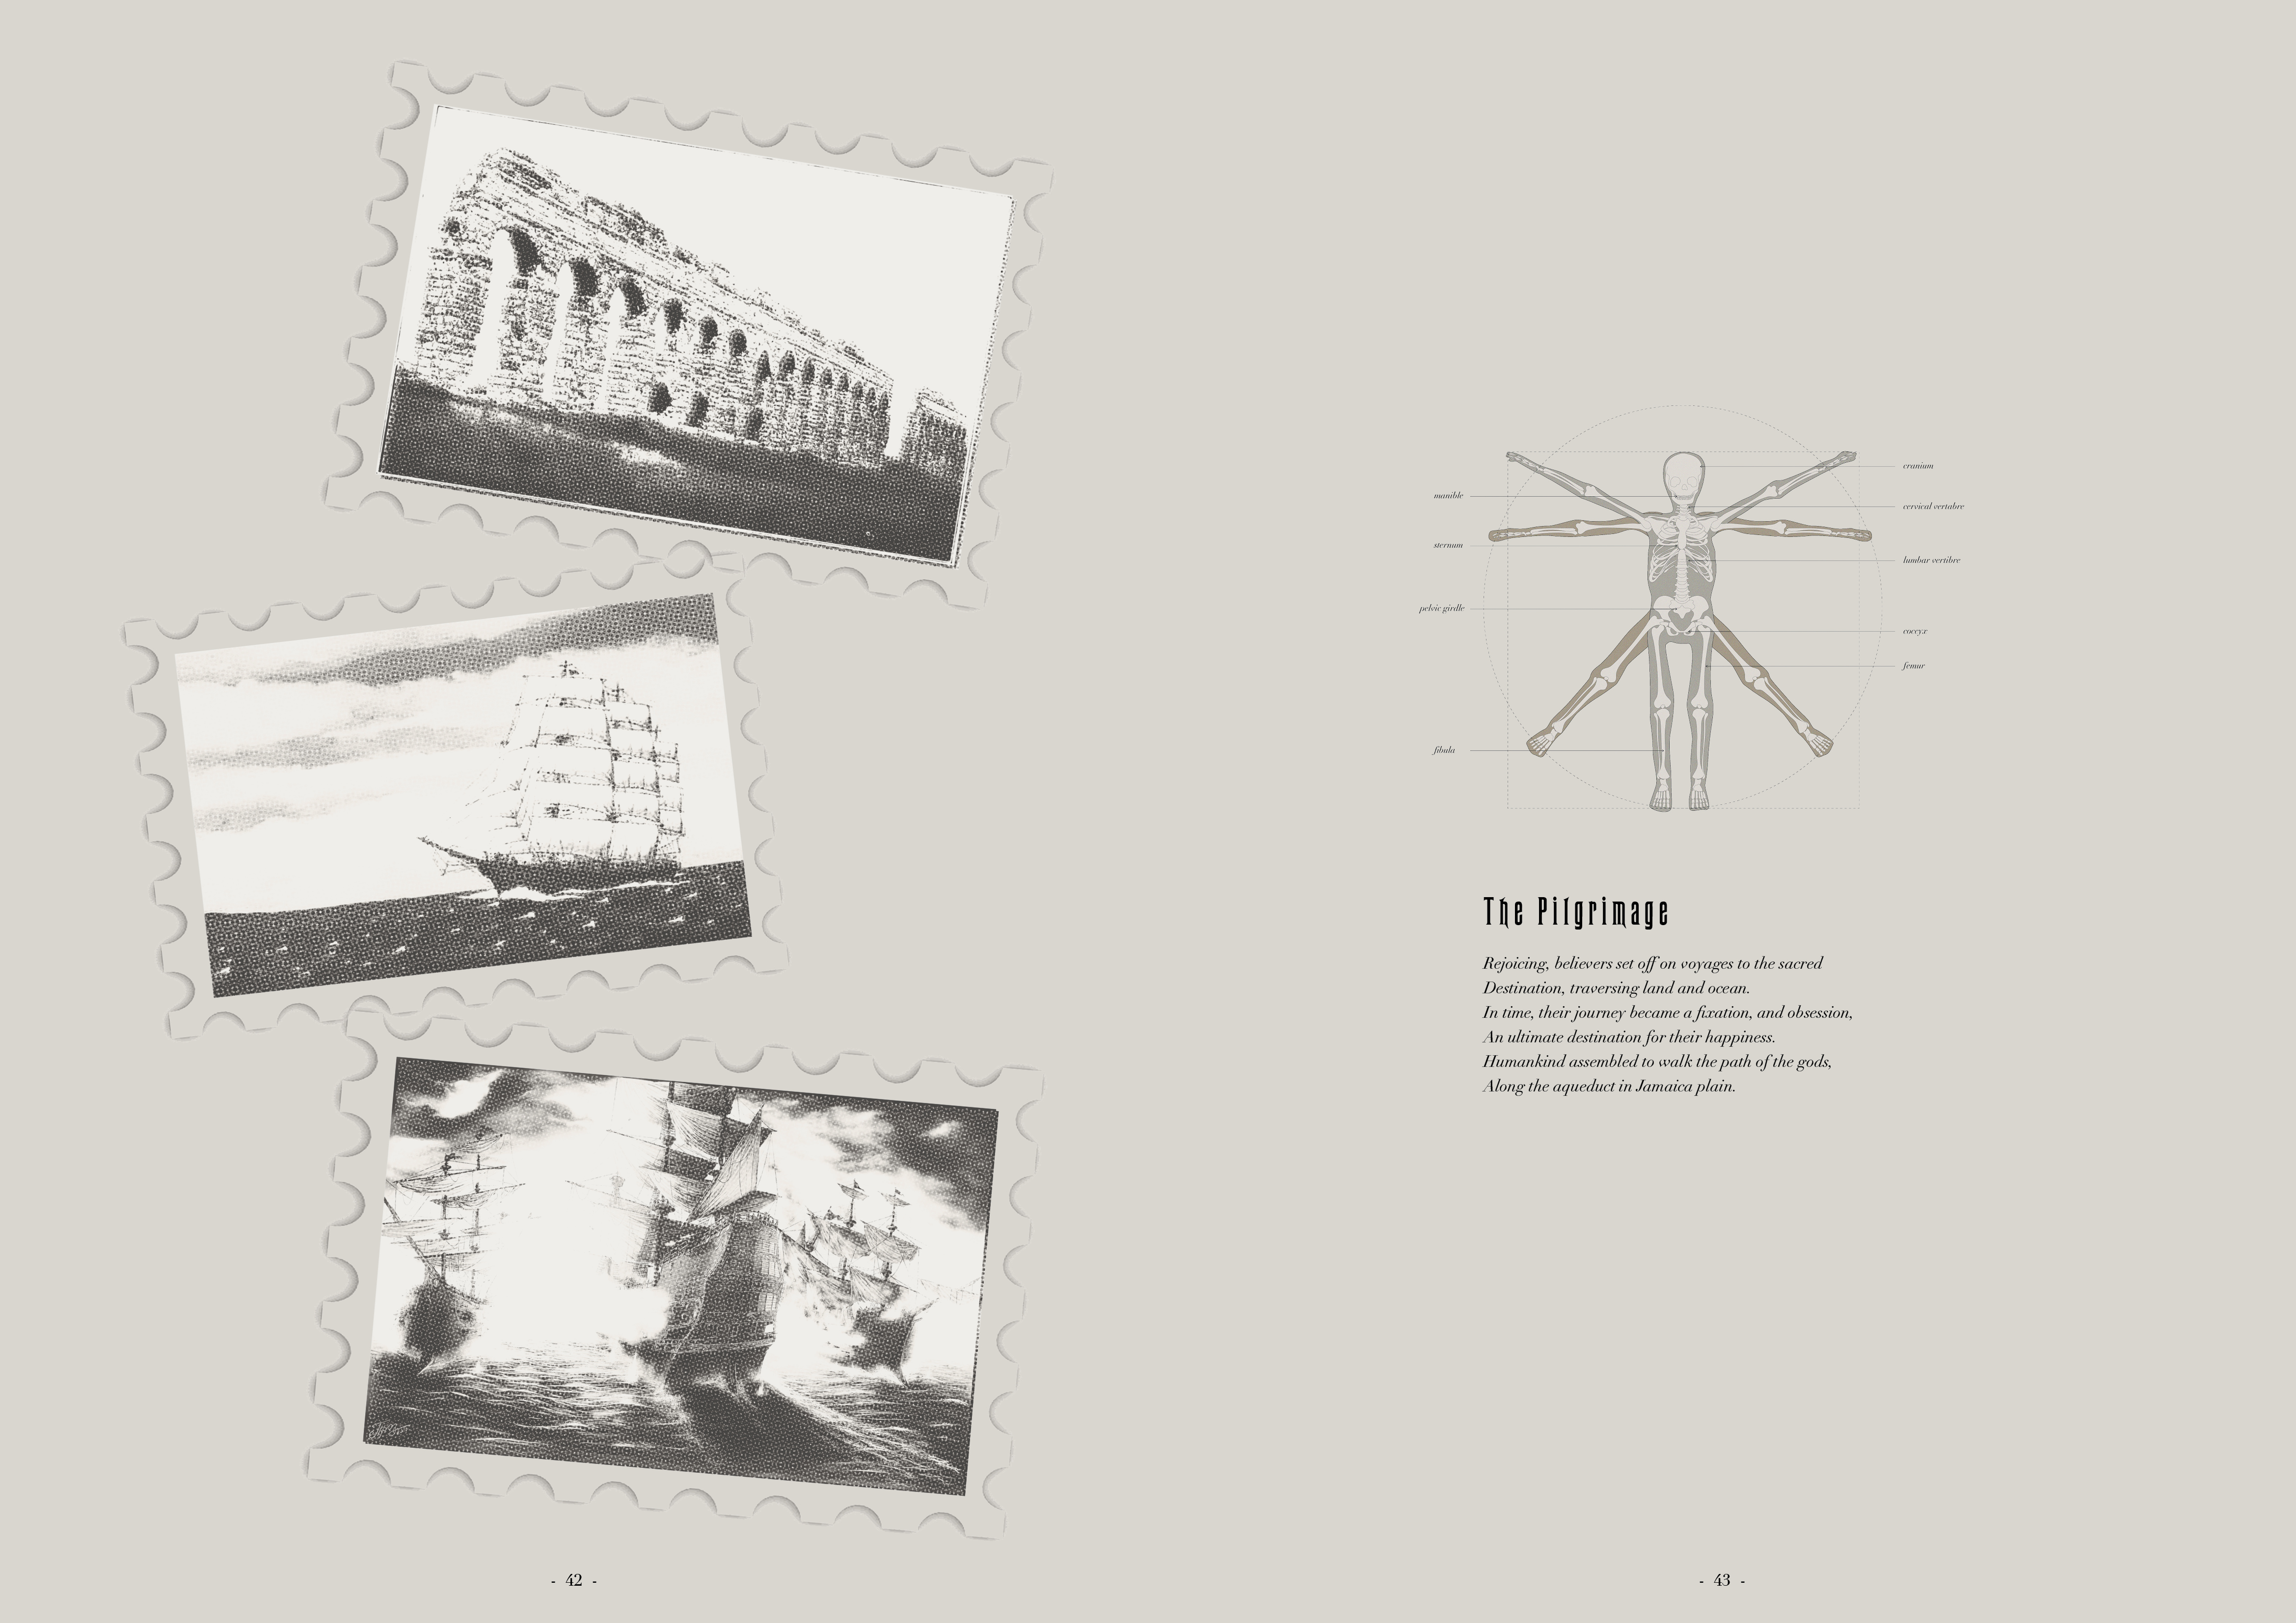 cranium
manible
cervical vertabre
sternum
lumbar vertibre
pelvic girdle
coccyx
femur
fibula
The Pilgrimage
Rejoicing, believers set off on voyages to the sacred
Destination, traversing land and ocean.
In time, their journey became a fixation, and obsession,
An ultimate destination for their happiness.
Humankind assembled to walk the path of the gods,
Along the aqueduct in Jamaica plain.
- 42 -
- 43 -